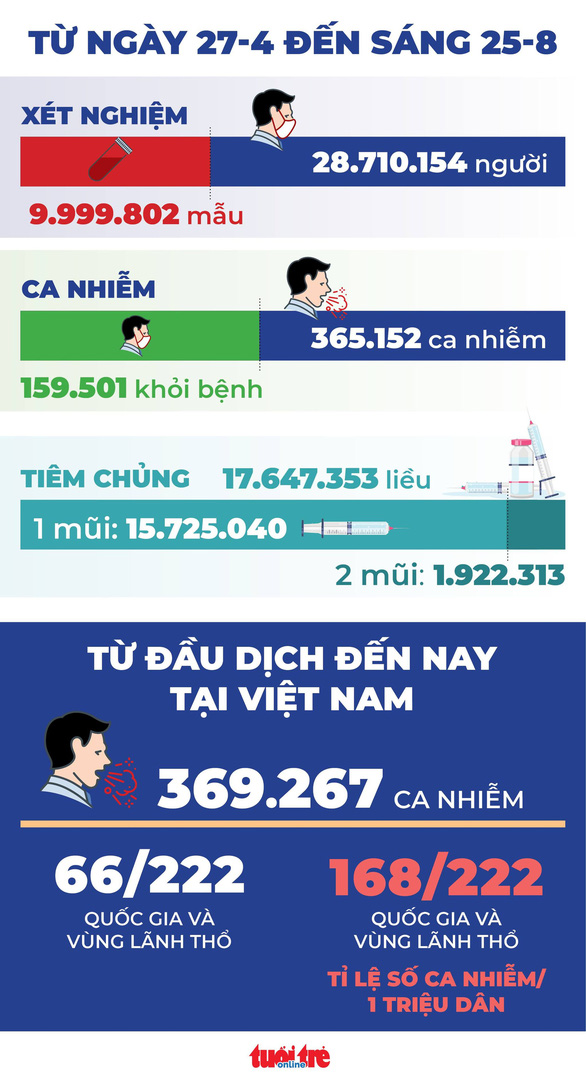 TỪ NGÀY 27-4 ĐẾN SÁNG 25-8
XÉT NGHIỆM
28.710.154 người
9.999.802 mẫu
CA NHIỄM
365.152 ca nhiễm
159.501 khỏi bệnh
TIÊM CHỦNG 17.647.353 liều
1 mũi: 15.725.040
2 mũi: 1.922.313
TỪ ĐẦU DỊCH ĐẾN NAY
TẠI VIỆT NAM
369.267 CA NHIỄM
66/222
QUỐC GIA VÀ
VÙNG LÃNH THỔ
168/222
QUỐC GIA VÀ
VÙNG LÃNH THỔ
TỈ LỆ SỐ CA NHIỄM/
1 TRIỆU DÂN
tuổi trẻ
online